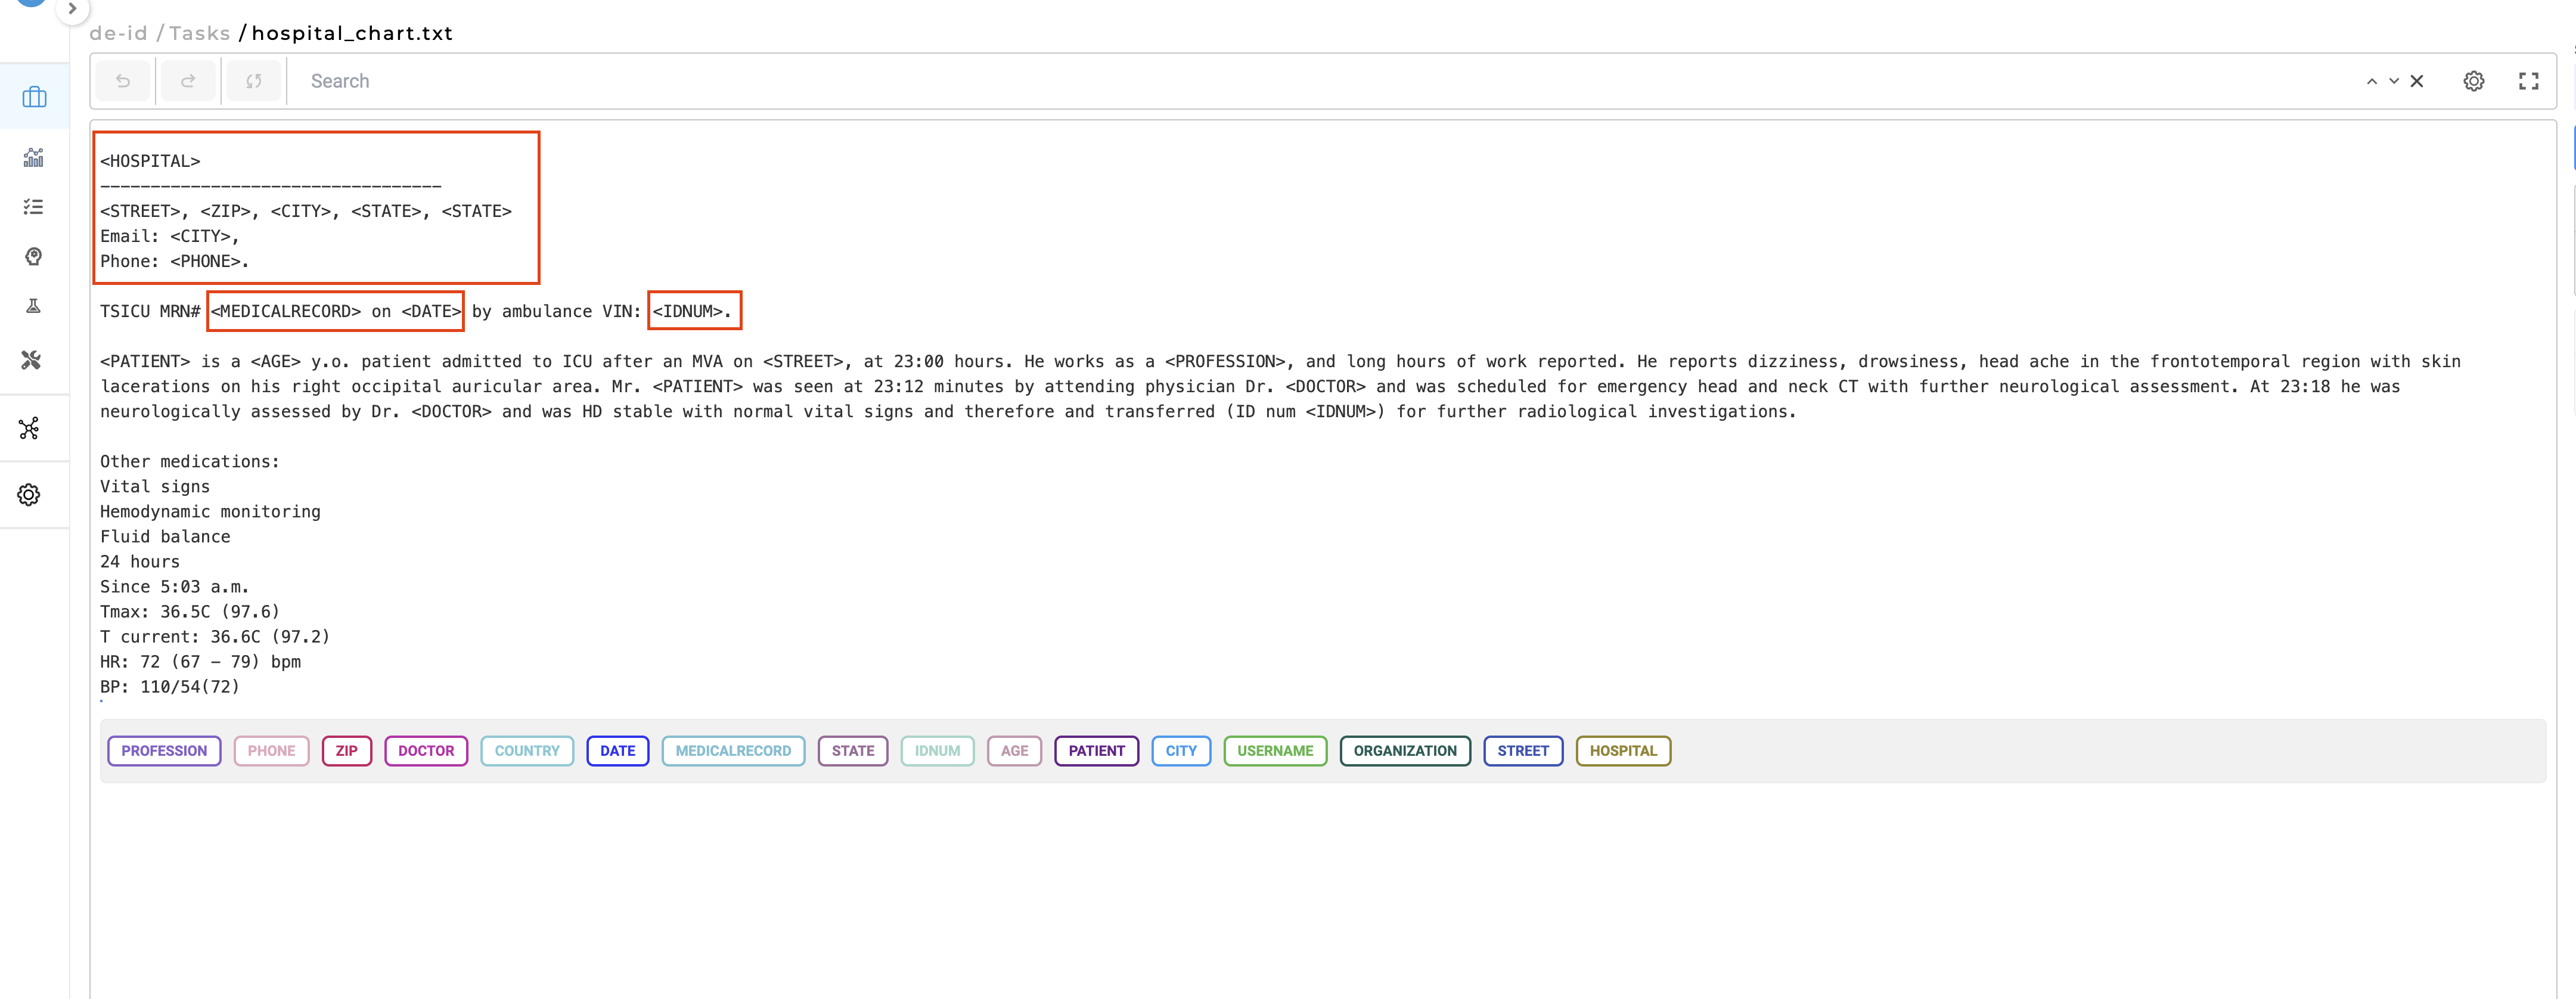 de-id / Tasks / hospital_chart.txt
Search
<HOSPITAL>
----------------------------------
<STREET>, <ZIP>, <CITY>, <STATE>, <STATE>
Email: <CITY>,
Phone: <PHONE>.
TSICU MRN# <MEDICALRECORD> on <DATE> by ambulance VIN: <IDNUM>.
<PATIENT> is a <AGE> y.o. patient admitted to ICU after an MVA on <STREET>, at 23:00 hours. He works as a <PROFESSION>, and long hours of work reported. He reports dizziness, drowsiness, head ache in the frontotemporal region with skin
lacerations on his right occipital auricular area. Mr. <PATIENT> was seen at 23:12 minutes by attending physician Dr. <DOCTOR> and was scheduled for emergency head and neck CT with further neurological assessment. At 23:18 he was
neurologically assessed by Dr. <DOCTOR> and was HD stable with normal vital signs and therefore and transferred (ID num <IDNUM>) for further radiological investigations.
Other medications:
Vital signs
Hemodynamic monitoring
Fluid balance
24 hours
Since 5:03 a.m.
Tmax: 36.5C (97.6)
T current: 36.6C (97.2)
HR: 72 (67 - 79) bpm
BP: 110/54(72)
PROFESSION PHONE ZIP DOCTOR COUNTRY DATE MEDICALRECORD STATE IDNUM AGE PATIENT CITY USERNAME ORGANIZATION STREET HOSPITAL